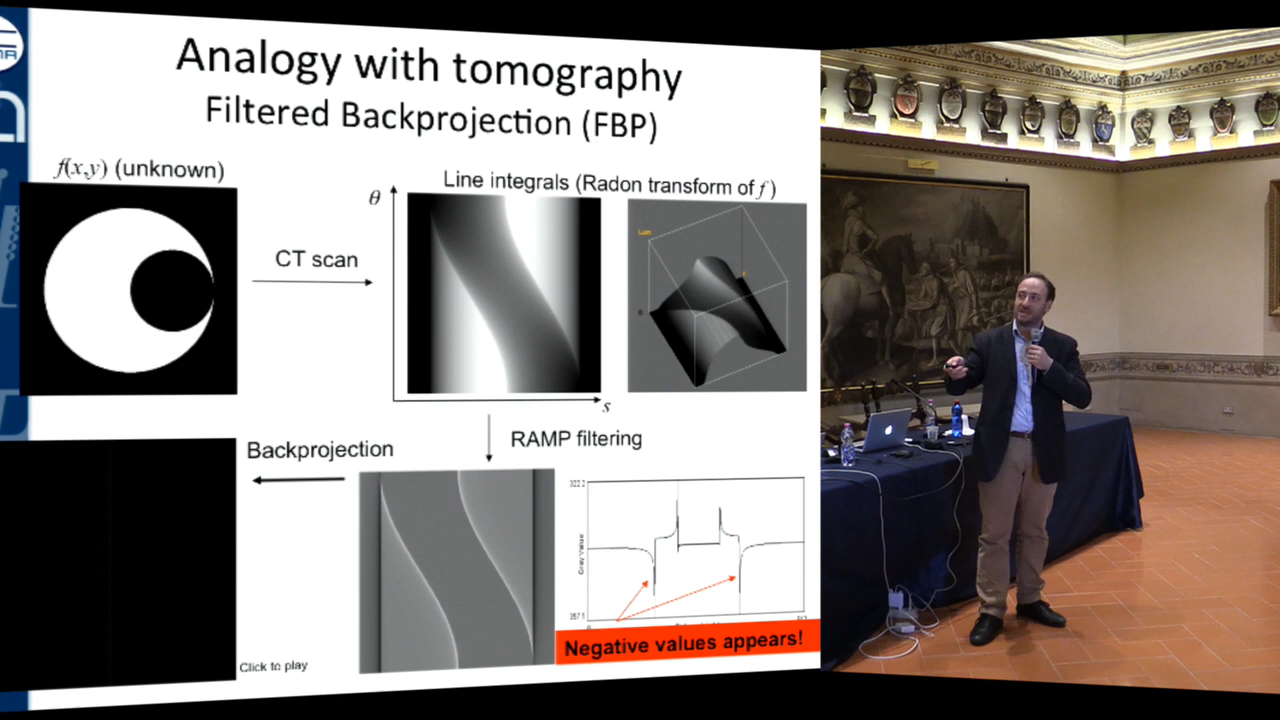 Analogy with tomography
Filtered Backprojection (FBP)
f(x,y) (unknown)
Line integrals (Radon transform of f)
θ
CT scan
s
Backprojection
RAMP filtering
Gray Value
0
Negative values appears!
Click to play